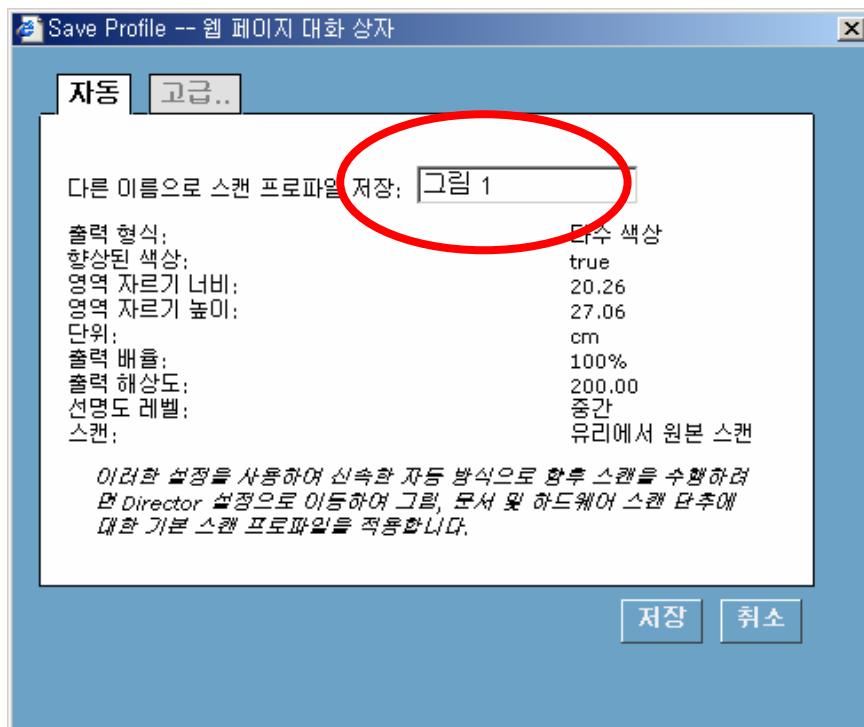 Save Profile -- 웹 페이지 대화 상자
자동 고급..
다른 이름으로 스캔 프로파일 저장: 그림 1
출력 형식: 다수 색상
향상된 색상: true
영역 자르기 너비: 20.26
영역 자르기 높이: 27.06
단위: cm
출력 배율: 100%
출력 해상도: 200.00
선명도 레벨: 중간
스캔: 유리에서 원본 스캔
이러한 설정을 사용하여 신속한 자동 방식으로 향후 스캔을 수행하려
면 Director 설정으로 이동하여 그림, 문서 및 하드웨어 스캔 단추에
대한 기본 스캔 프로파일을 적용합니다.
저장 취소